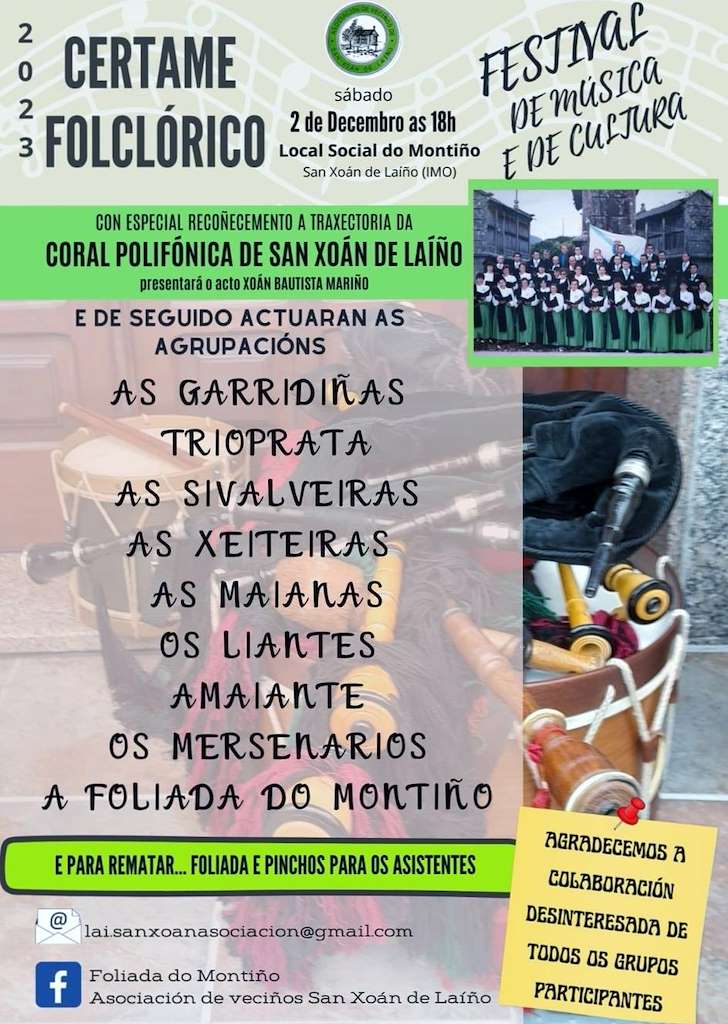 2023
CERTAME
FOLCLÓRICO
sábado
2 de Decembro as 18h
Local Social do Montiño
San Xoán de Laíño (IMO)
FESTIVAL
DE MÚSICA
E DE CULTURA
CON ESPECIAL RECOÑECEMENTO A TRAXECTORIA DA
CORAL POLIFÓNICA DE SAN XOÁN DE LAÍÑO
presentará o acto XOÁN BAUTISTA MARIÑO
E DE SEGUIDO ACTUARAN AS
AGRUPACIÓNS
AS GARRIDIÑAS
TRIOPRATA
AS SIVALVEIRAS
AS XEITEIRAS
AS MAIANAS
OS LIANTES
AMAIANTE
OS MERSENARIOS
A FOLIADA DO MONTIÑO
E PARA REMATAR... FOLIADA E PINCHOS PARA OS ASISTENTES
@ lai.sanxoanasociacion@gmail.com
f Foliada do Montiño
Asociación de veciños San Xoán de Laíño
AGRADECEMOS A
COLABORACIÓN
DESINTERESADA DE
TODOS OS GRUPOS
PARTICIPANTES